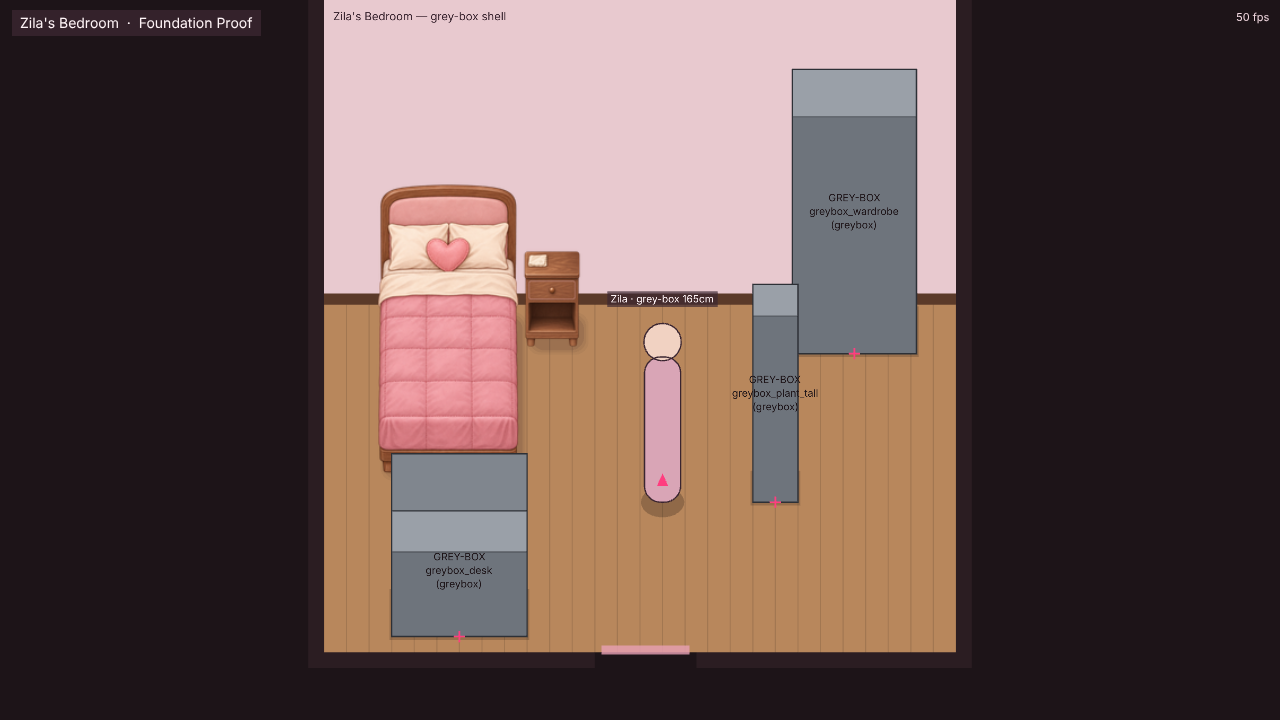 Zila's Bedroom · Foundation Proof
Zila's Bedroom — grey-box shell
50 fps
GREY-BOX
greybox_wardrobe
(greybox)
Zila · grey-box 165cm
GREY-BOX
greybox_plant_tall
(greybox)
GREY-BOX
greybox_desk
(greybox)